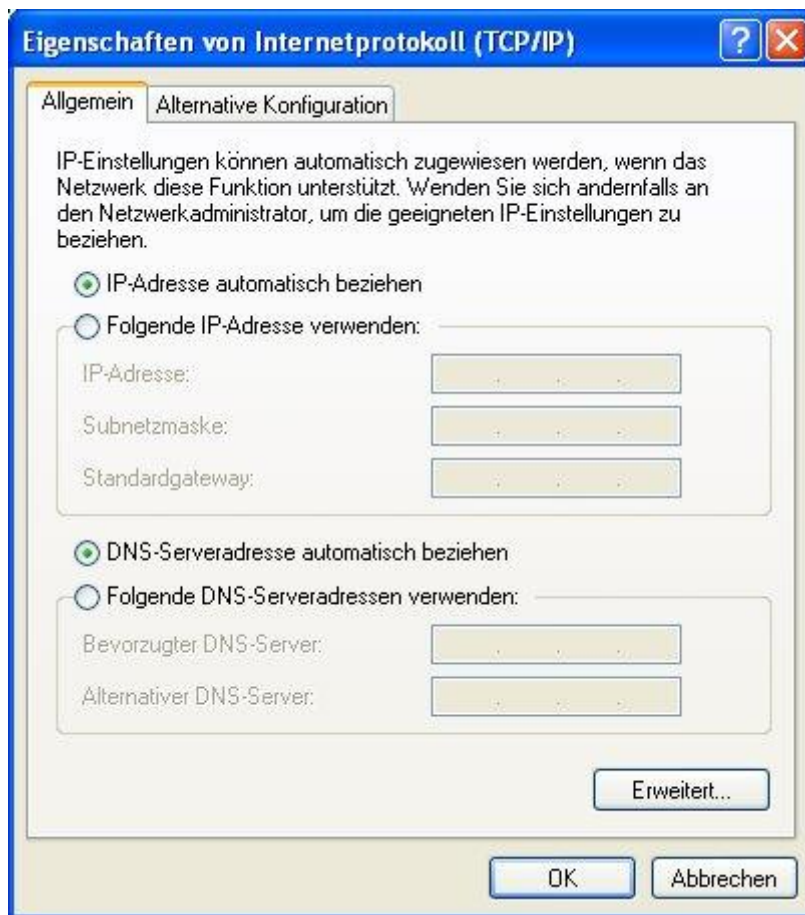 Eigenschaften von Internetprotokoll (TCP/IP)
Allgemein
Alternative Konfiguration
IP-Einstellungen können automatisch zugewiesen werden, wenn das
Netzwerk diese Funktion unterstützt. Wenden Sie sich andernfalls an
den Netzwerkadministrator, um die geeigneten IP-Einstellungen zu
beziehen.
IP-Adresse automatisch beziehen
Folgende IP-Adresse verwenden:
IP-Adresse:
Subnetzmaske:
Standardgateway:
DNS-Serveradresse automatisch beziehen
Folgende DNS-Serveradressen verwenden:
Bevorzugter DNS-Server:
Alternativer DNS-Server:
Erweitert...
OK
Abbrechen